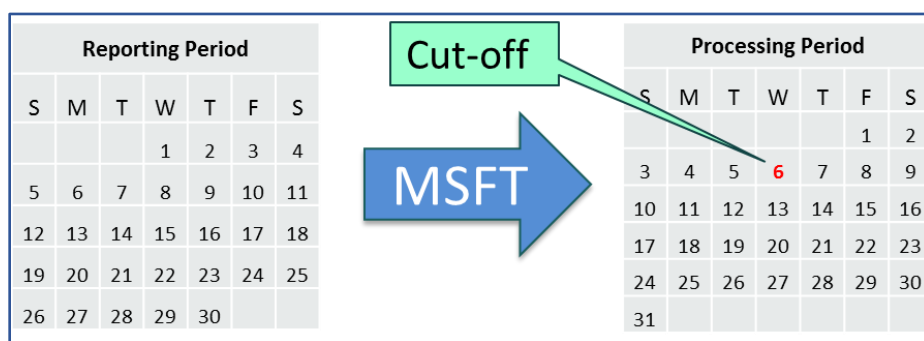 Reporting Period
S M T W T F S
1 2 3 4
5 6 7 8 9 10 11
12 13 14 15 16 17 18
19 20 21 22 23 24 25
26 27 28 29 30
Cut-off
MSFT
Processing Period
S M T W T F S
1 2
3 4 5 6 7 8 9
10 11 12 13 14 15 16
17 18 19 20 21 22 23
24 25 26 27 28 29 30
31